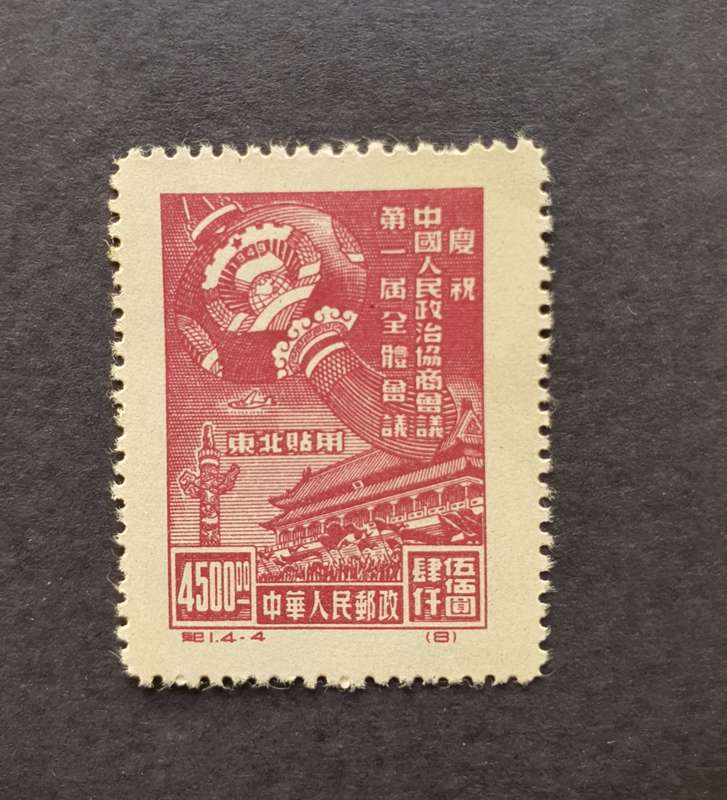 慶祝
中國人民政治協商會議
第一屆全體會議
1949
東北貼用
4500.00
中華人民郵政
肆仟
伍佰圓
紀1.4-4
(8)